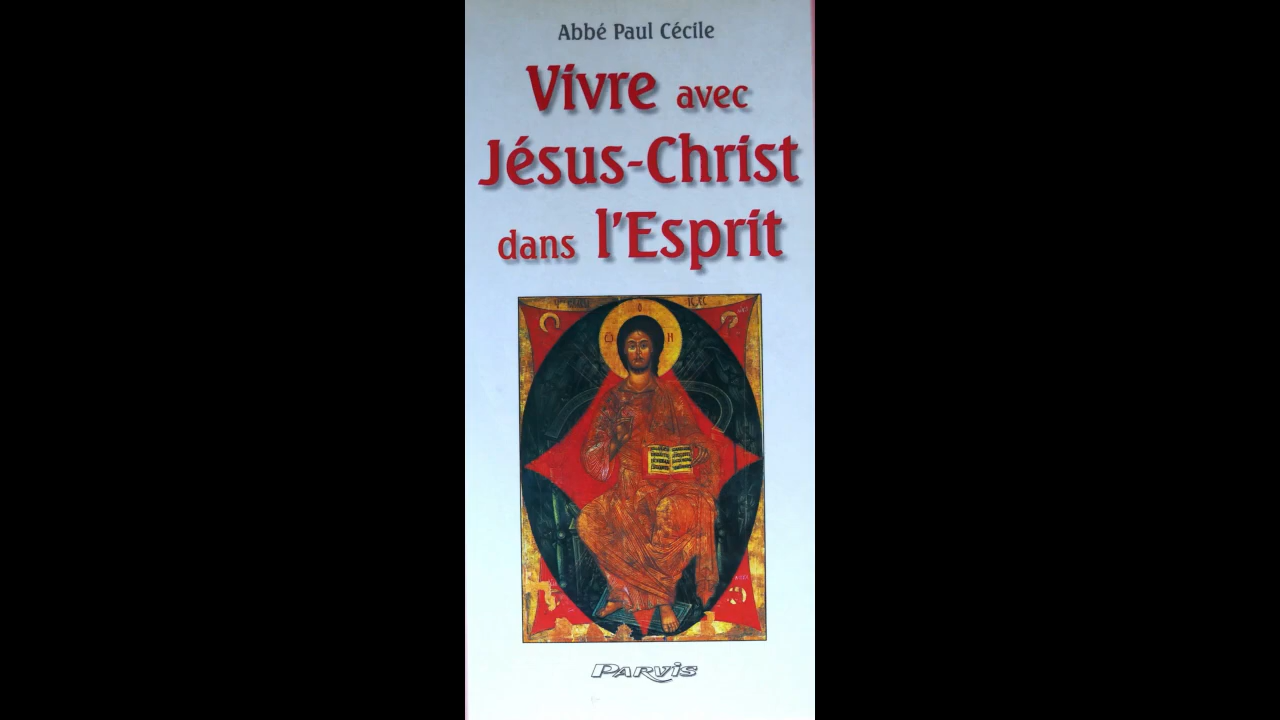 Abbé Paul Cécile
Vivre avec
Jésus-Christ
dans l'Esprit
Parvis